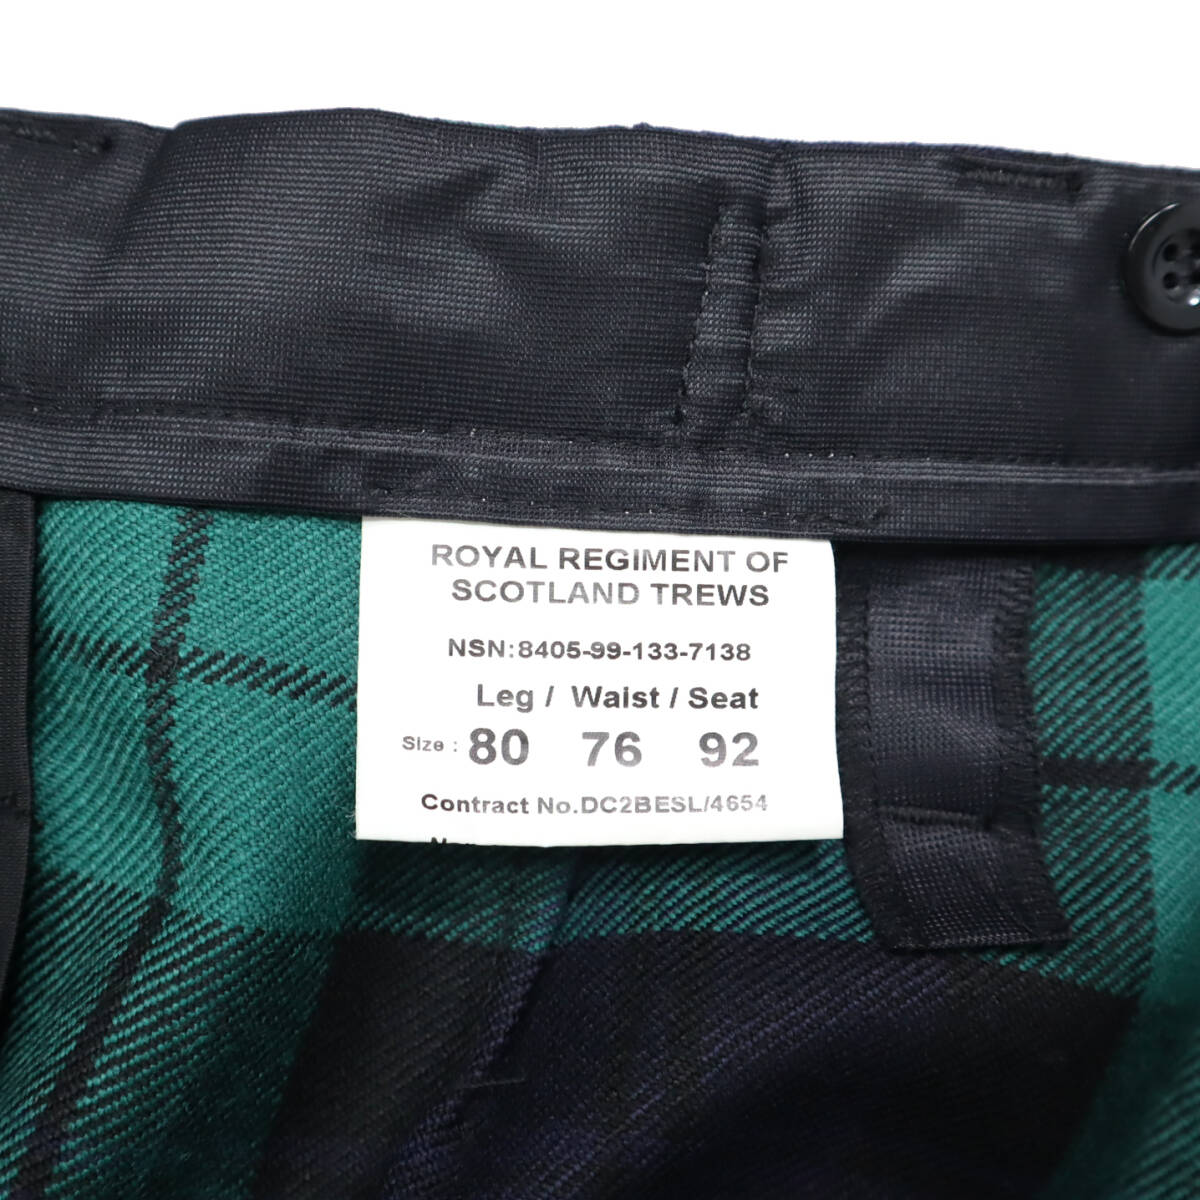 ROYAL REGIMENT OF
SCOTLAND TREWS
NSN:8405-99-133-7138
Leg / Waist / Seat
Size : 80 76 92
Contract No.DC2BESL/4654